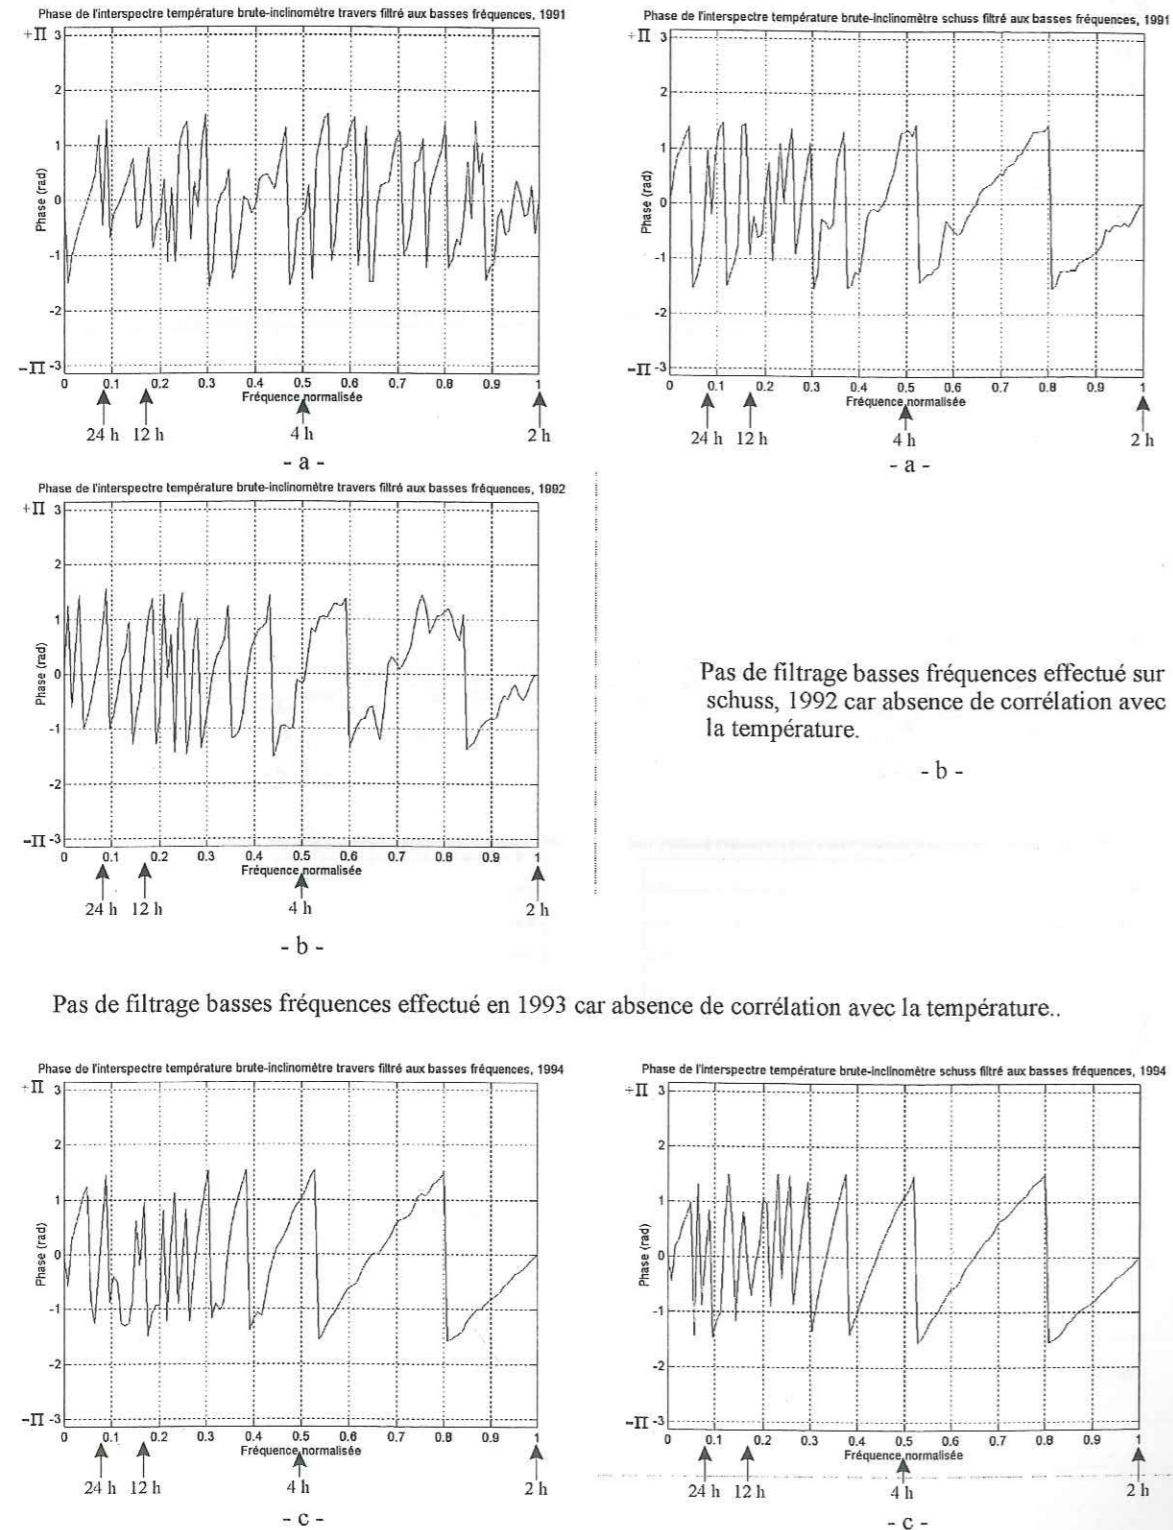 Phase de l'interspectre température brute-inclinomètre travers filtré aux basses fréquences, 1991
+Π 3
2
1
0
-1
-2
-Π -3
Phase (rad)
0 0.1 0.2 0.3 0.4 0.5 0.6 0.7 0.8 0.9 1
Fréquence normalisée
24 h 12 h 4 h 2 h
- a -
Phase de l'interspectre température brute-inclinomètre schuss filtré aux basses fréquences, 1991
+Π 3
2
1
0
-1
-2
-Π -3
Phase (rad)
0 0.1 0.2 0.3 0.4 0.5 0.6 0.7 0.8 0.9 1
Fréquence normalisée
24 h 12 h 4 h 2 h
- a -
Phase de l'interspectre température brute-inclinomètre travers filtré aux basses fréquences, 1992
+Π 3
2
1
0
-1
-2
-Π -3
Phase (rad)
0 0.1 0.2 0.3 0.4 0.5 0.6 0.7 0.8 0.9 1
Fréquence normalisée
24 h 12 h 4 h 2 h
- b -
Pas de filtrage basses fréquences effectué sur
schuss, 1992 car absence de corrélation avec
la température.
- b -
Pas de filtrage basses fréquences effectué en 1993 car absence de corrélation avec la température..
Phase de l'interspectre température brute-inclinomètre travers filtré aux basses fréquences, 1994
+Π 3
2
1
0
-1
-2
-Π -3
Phase (rad)
0 0.1 0.2 0.3 0.4 0.5 0.6 0.7 0.8 0.9 1
Fréquence normalisée
24 h 12 h 4 h 2 h
- c -
Phase de l'interspectre température brute-inclinomètre schuss filtré aux basses fréquences, 1994
+Π 3
2
1
0
-1
-2
-Π -3
Phase (rad)
0 0.1 0.2 0.3 0.4 0.5 0.6 0.7 0.8 0.9 1
Fréquence normalisée
24 h 12 h 4 h 2 h
- c -